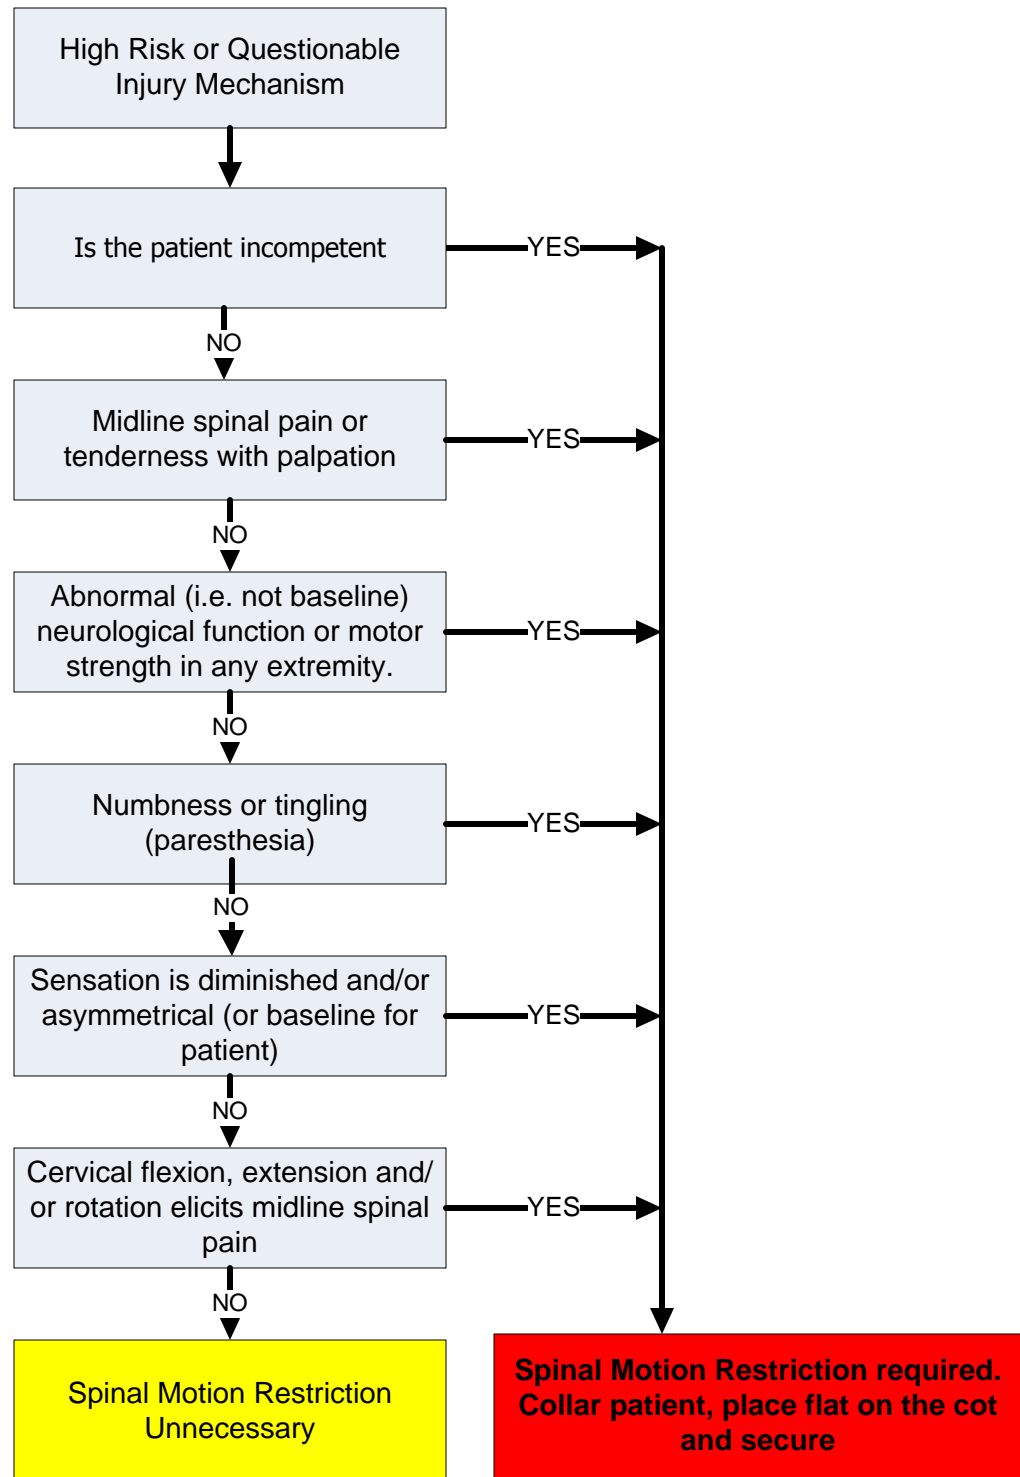 High Risk or Questionable
Injury Mechanism
Is the patient incompetent
YES
NO
Midline spinal pain or
tenderness with palpation
YES
NO
Abnormal (i.e. not baseline)
neurological function or motor
strength in any extremity.
YES
NO
Numbness or tingling
(paresthesia)
YES
NO
Sensation is diminished and/or
asymmetrical (or baseline for
patient)
YES
NO
Cervical flexion, extension and/
or rotation elicits midline spinal
pain
YES
NO
Spinal Motion Restriction
Unnecessary
Spinal Motion Restriction required.
Collar patient, place flat on the cot
and secure